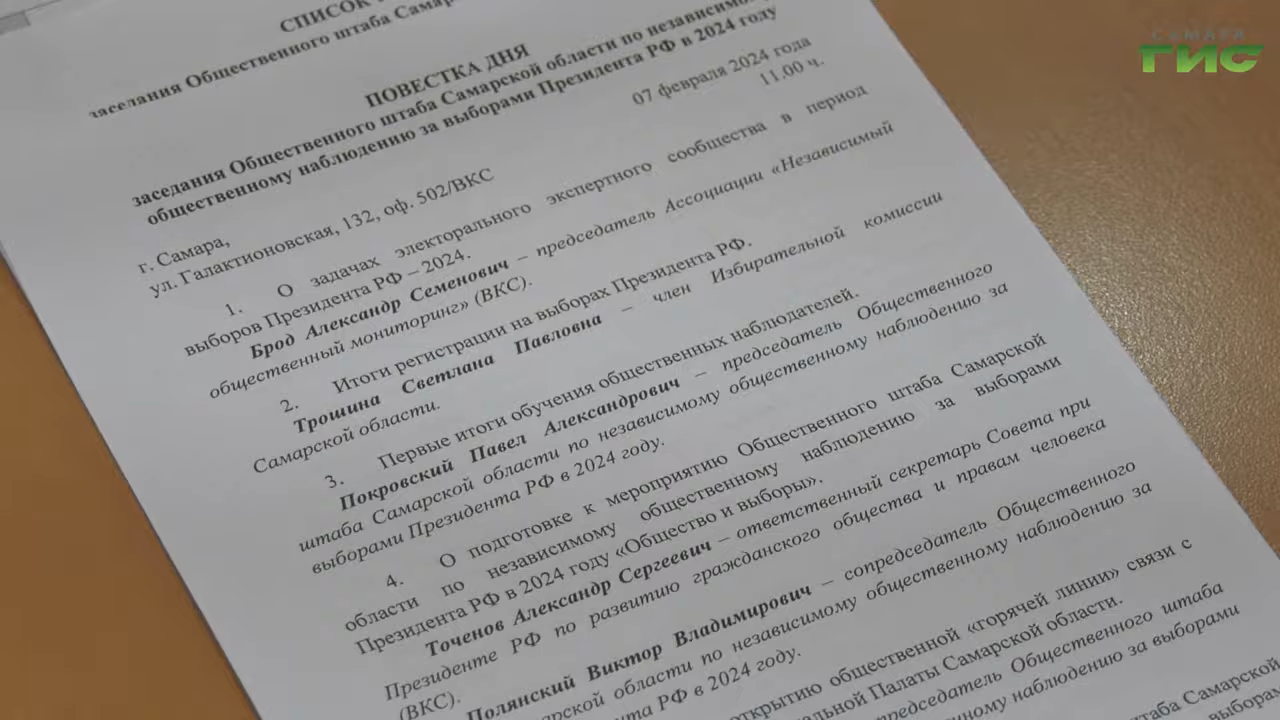 СПИСОК
заседания Общественного штаба Самарской
ПОВЕСТКА ДНЯ
заседания Общественного штаба Самарской области по
общественному наблюдению за выборами Президента РФ в 2024 году
07 февраля 2024 года
11.00 ч.
г. Самара,
ул. Галактионовская, 132, оф. 502/ВКС
1. О задачах электорального экспертного сообщества в период
выборов Президента РФ – 2024.
Брод Александр Семенович – председатель Ассоциации «Независимый
общественный мониторинг» (ВКС).
2. Итоги регистрации на выборах Президента РФ.
Трошина Светлана Павловна – член Избирательной комиссии
Самарской области.
3. Первые итоги обучения общественных наблюдателей.
Покровский Павел Александрович – председатель Общественного
штаба Самарской области по независимому общественному наблюдению за
выборами Президента РФ в 2024 году.
4. О подготовке к мероприятию Общественного штаба Самарской
области по независимому общественному наблюдению за выборами
Президента РФ в 2024 году «Общество и выборы».
Точенов Александр Сергеевич – ответственный секретарь Совета при
Президенте РФ по развитию гражданского общества и правам человека
(ВКС).
Полянский Виктор Владимирович – сопредседатель Общественного
области по независимому общественному наблюдению за
РФ в 2024 году.
открытию общественной «горячей линии» связи с
Палаты Самарской области.
председатель Общественного штаба
общественному наблюдению за выборами
штаба Самарской
САМАРА
ГИС